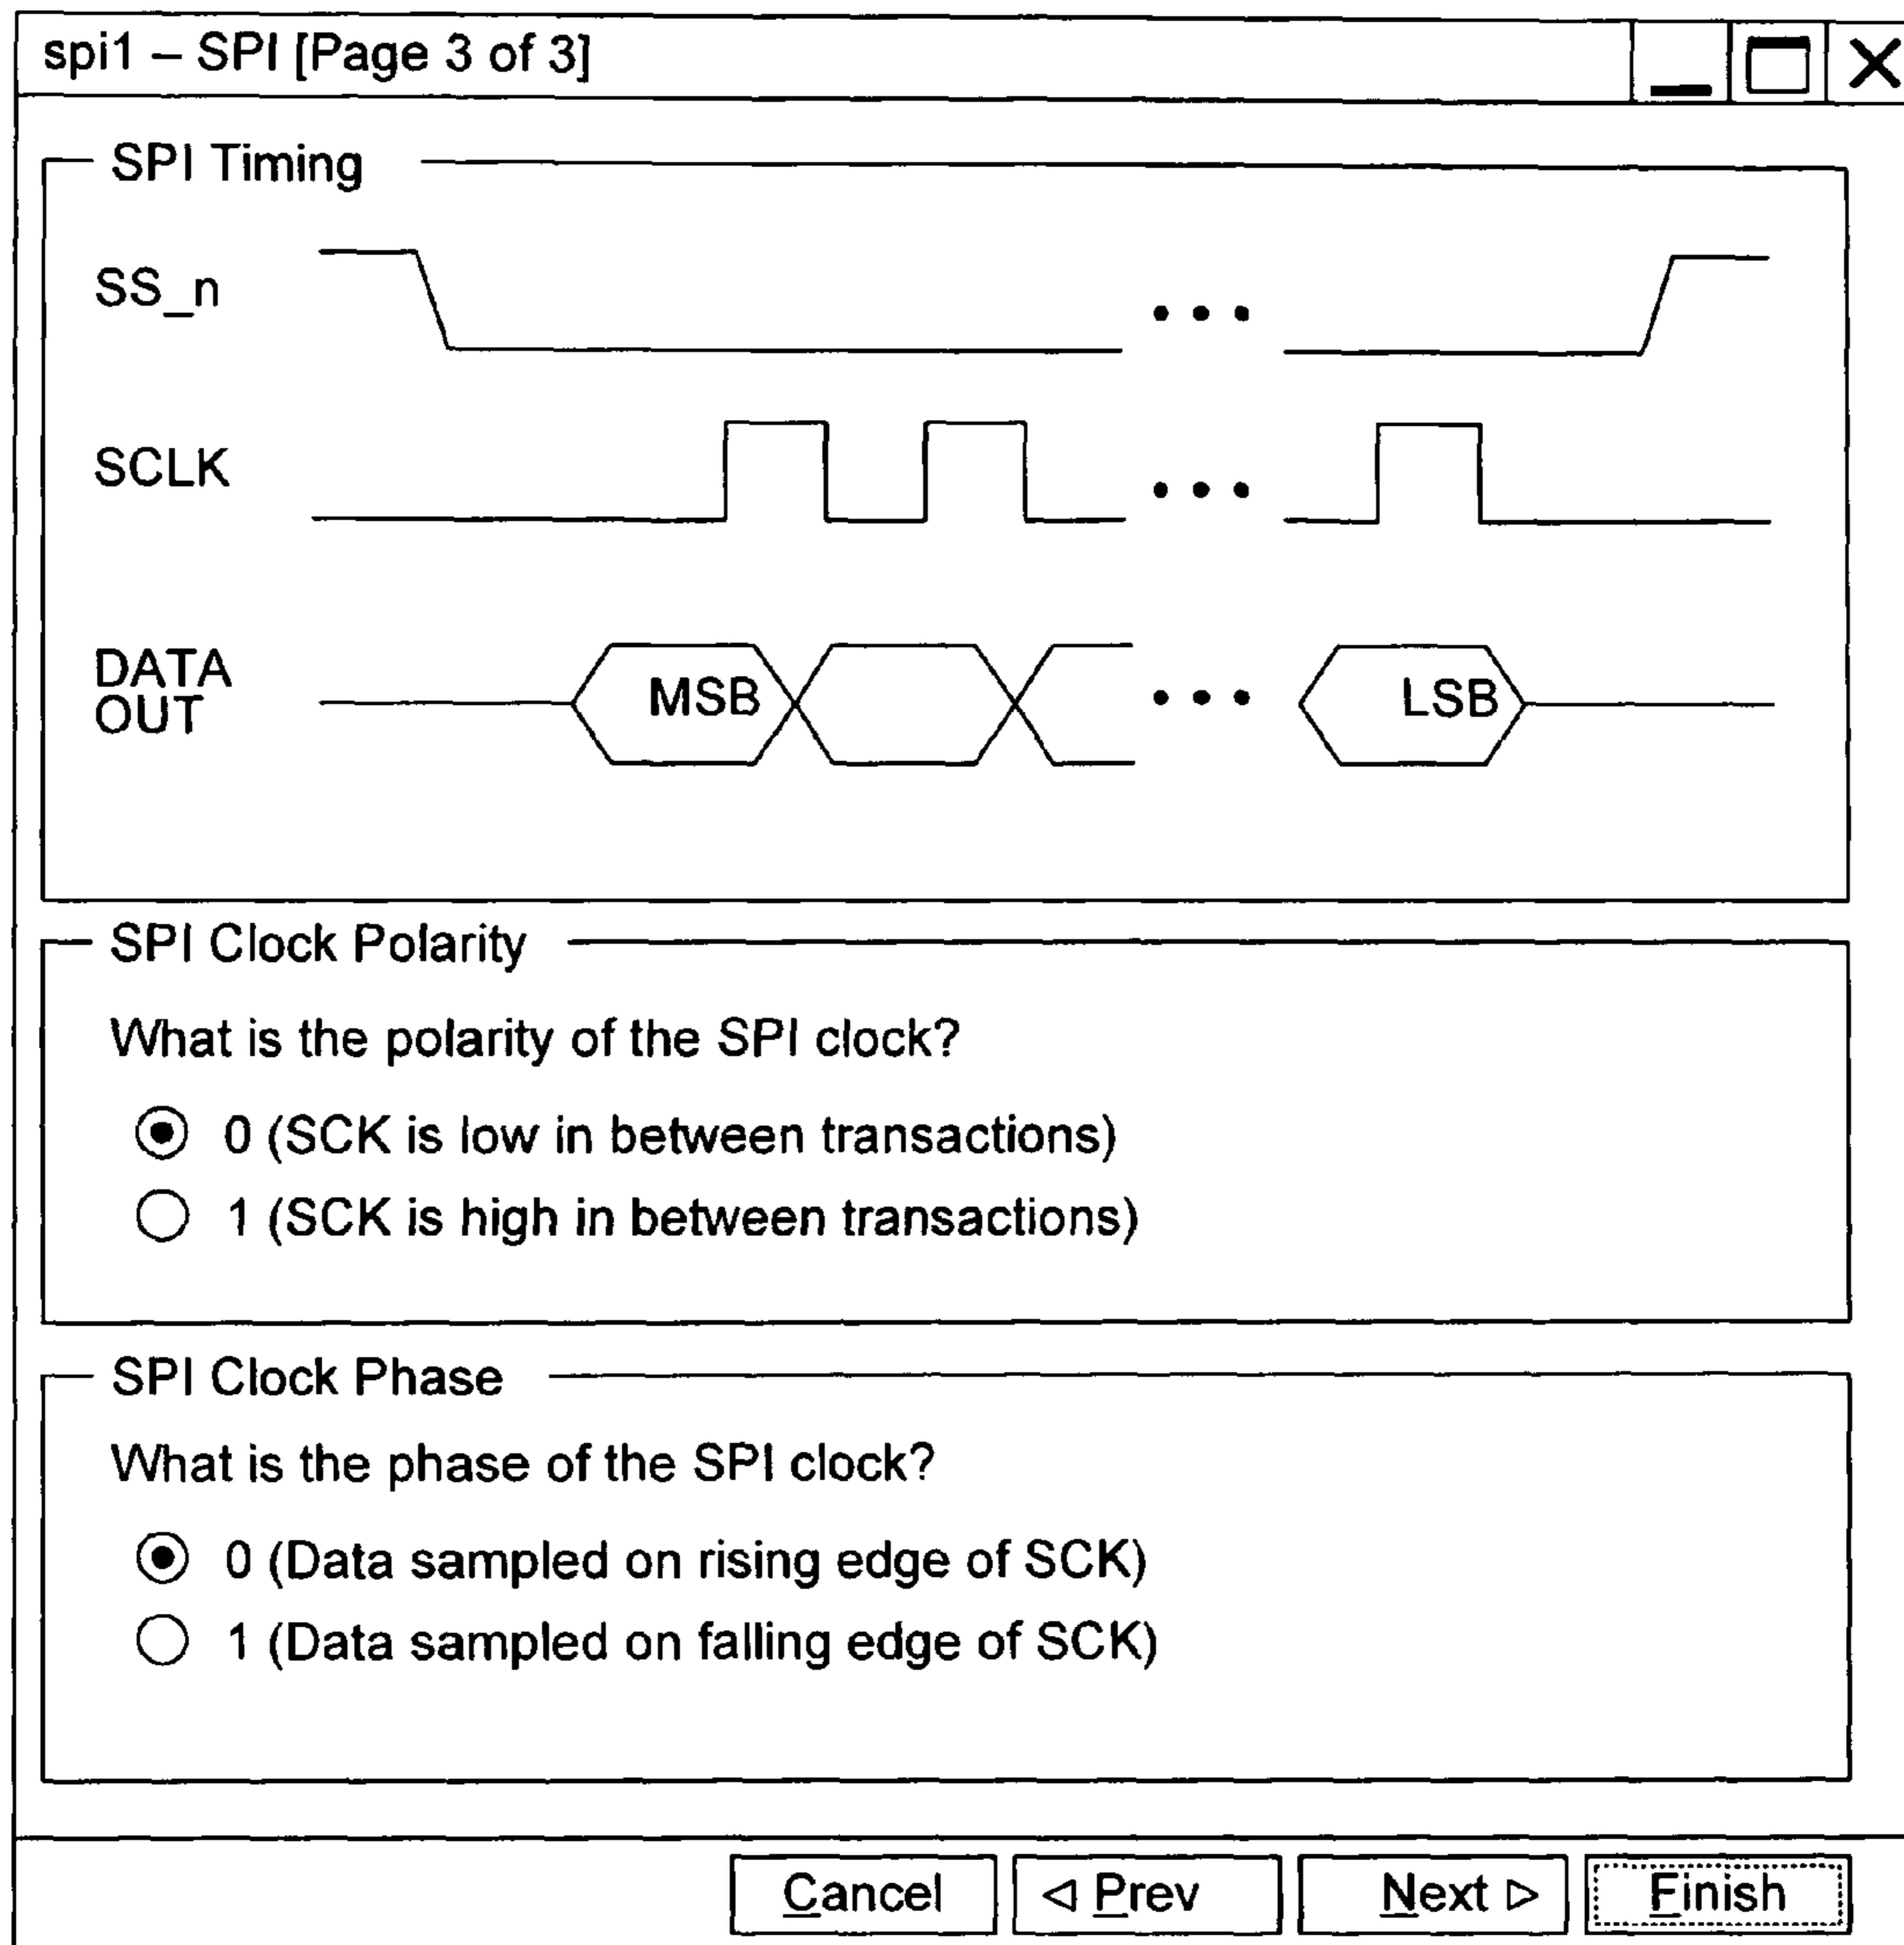 spi1 – SPI [Page 3 of 3]
SPI Timing
SS_n
SCLK
DATA
OUT
MSB
LSB
SPI Clock Polarity
What is the polarity of the SPI clock?
0 (SCK is low in between transactions)
1 (SCK is high in between transactions)
SPI Clock Phase
What is the phase of the SPI clock?
0 (Data sampled on rising edge of SCK)
1 (Data sampled on falling edge of SCK)
Cancel
Prev
Next
Finish